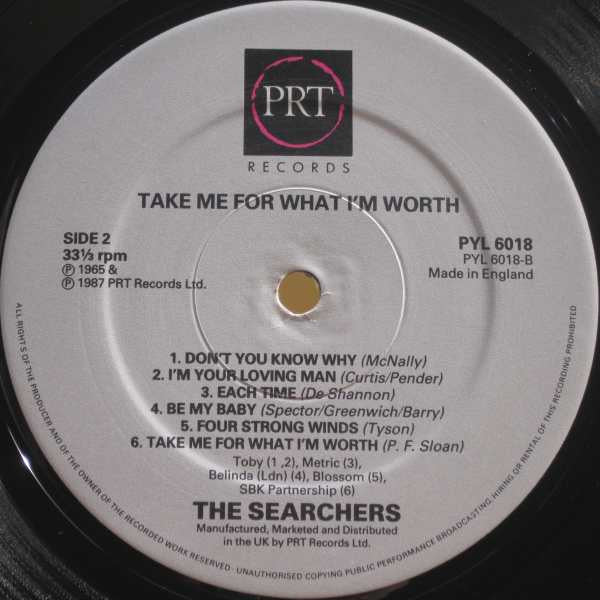 PRT
RECORDS
TAKE ME FOR WHAT I'M WORTH
SIDE 2
33⅓ rpm
Ⓟ 1965 &
Ⓟ 1987 PRT Records Ltd.
PYL 6018
PYL 6018-B
Made in England
1. DON'T YOU KNOW WHY (McNally)
2. I'M YOUR LOVING MAN (Curtis/Pender)
3. EACH TIME (De Shannon)
4. BE MY BABY (Spector/Greenwich/Barry)
5. FOUR STRONG WINDS (Tyson)
6. TAKE ME FOR WHAT I'M WORTH (P. F. Sloan)
Toby (1 ,2), Metric (3),
Belinda (Ldn) (4), Blossom (5),
SBK Partnership (6)
THE SEARCHERS
Manufactured, Marketed and Distributed
in the UK by PRT Records Ltd.
ALL RIGHTS OF THE PRODUCER AND OF THE OWNER OF THE RECORDED WORK RESERVED · UNAUTHORISED COPYING PUBLIC PERFORMANCE BROADCASTING, HIRING OR RENTAL OF THIS RECORDING PROHIBITED